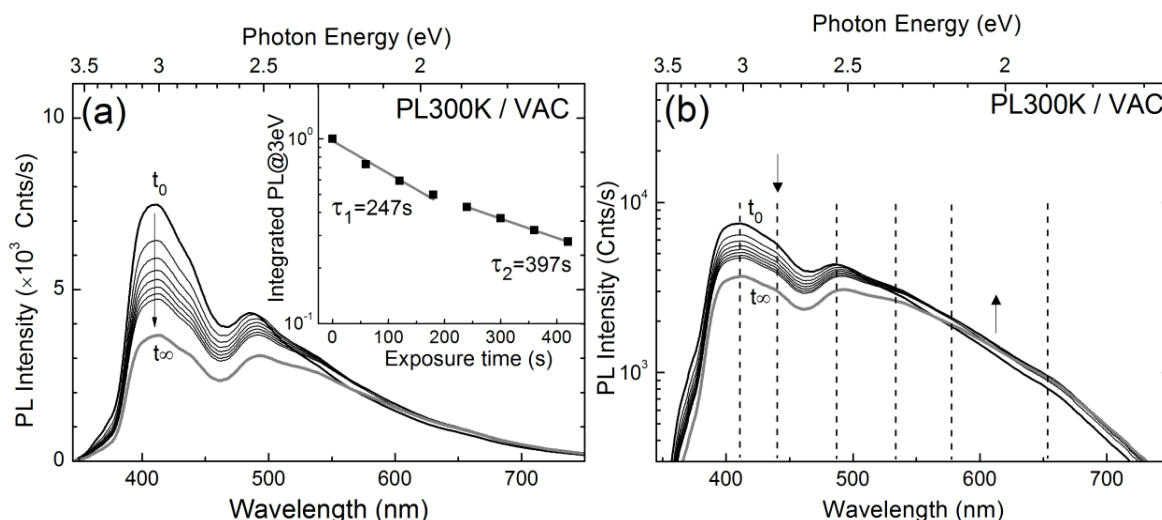 Photon Energy (eV)
3.5 3 2.5 2
(a)
PL300K / VAC
10
5
0
PL Intensity (×10³ Cnts/s)
t₀
t∞
Integrated PL@3eV
10⁰
10⁻¹
τ₁=247s
τ₂=397s
0 100 200 300 400
Exposure time (s)
400 500 600 700
Wavelength (nm)
Photon Energy (eV)
3.5 3 2.5 2
(b)
PL300K / VAC
10⁴
10³
PL Intensity (Cnts/s)
t₀
t∞
400 500 600 700
Wavelength (nm)